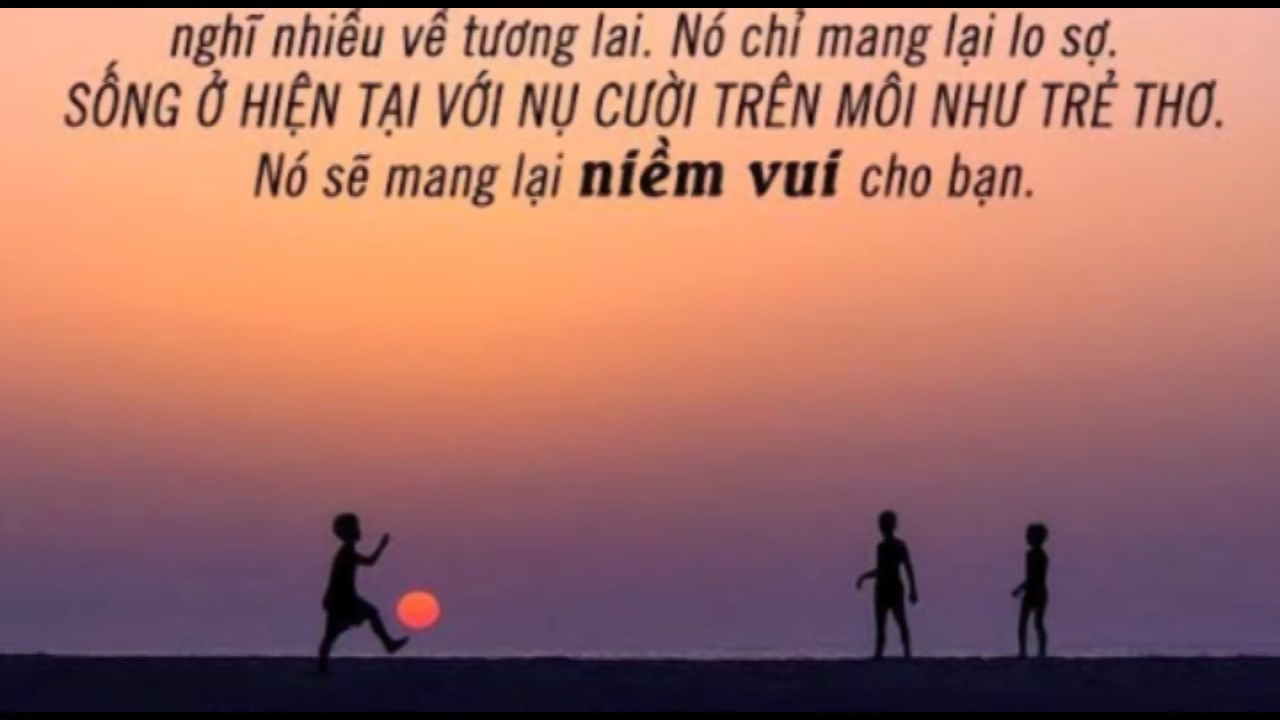 nghĩ nhiều về tương lai. Nó chỉ mang lại lo sợ.
SỐNG Ở HIỆN TẠI VỚI NỤ CƯỜI TRÊN MÔI NHƯ TRẺ THƠ.
Nó sẽ mang lại niềm vui cho bạn.